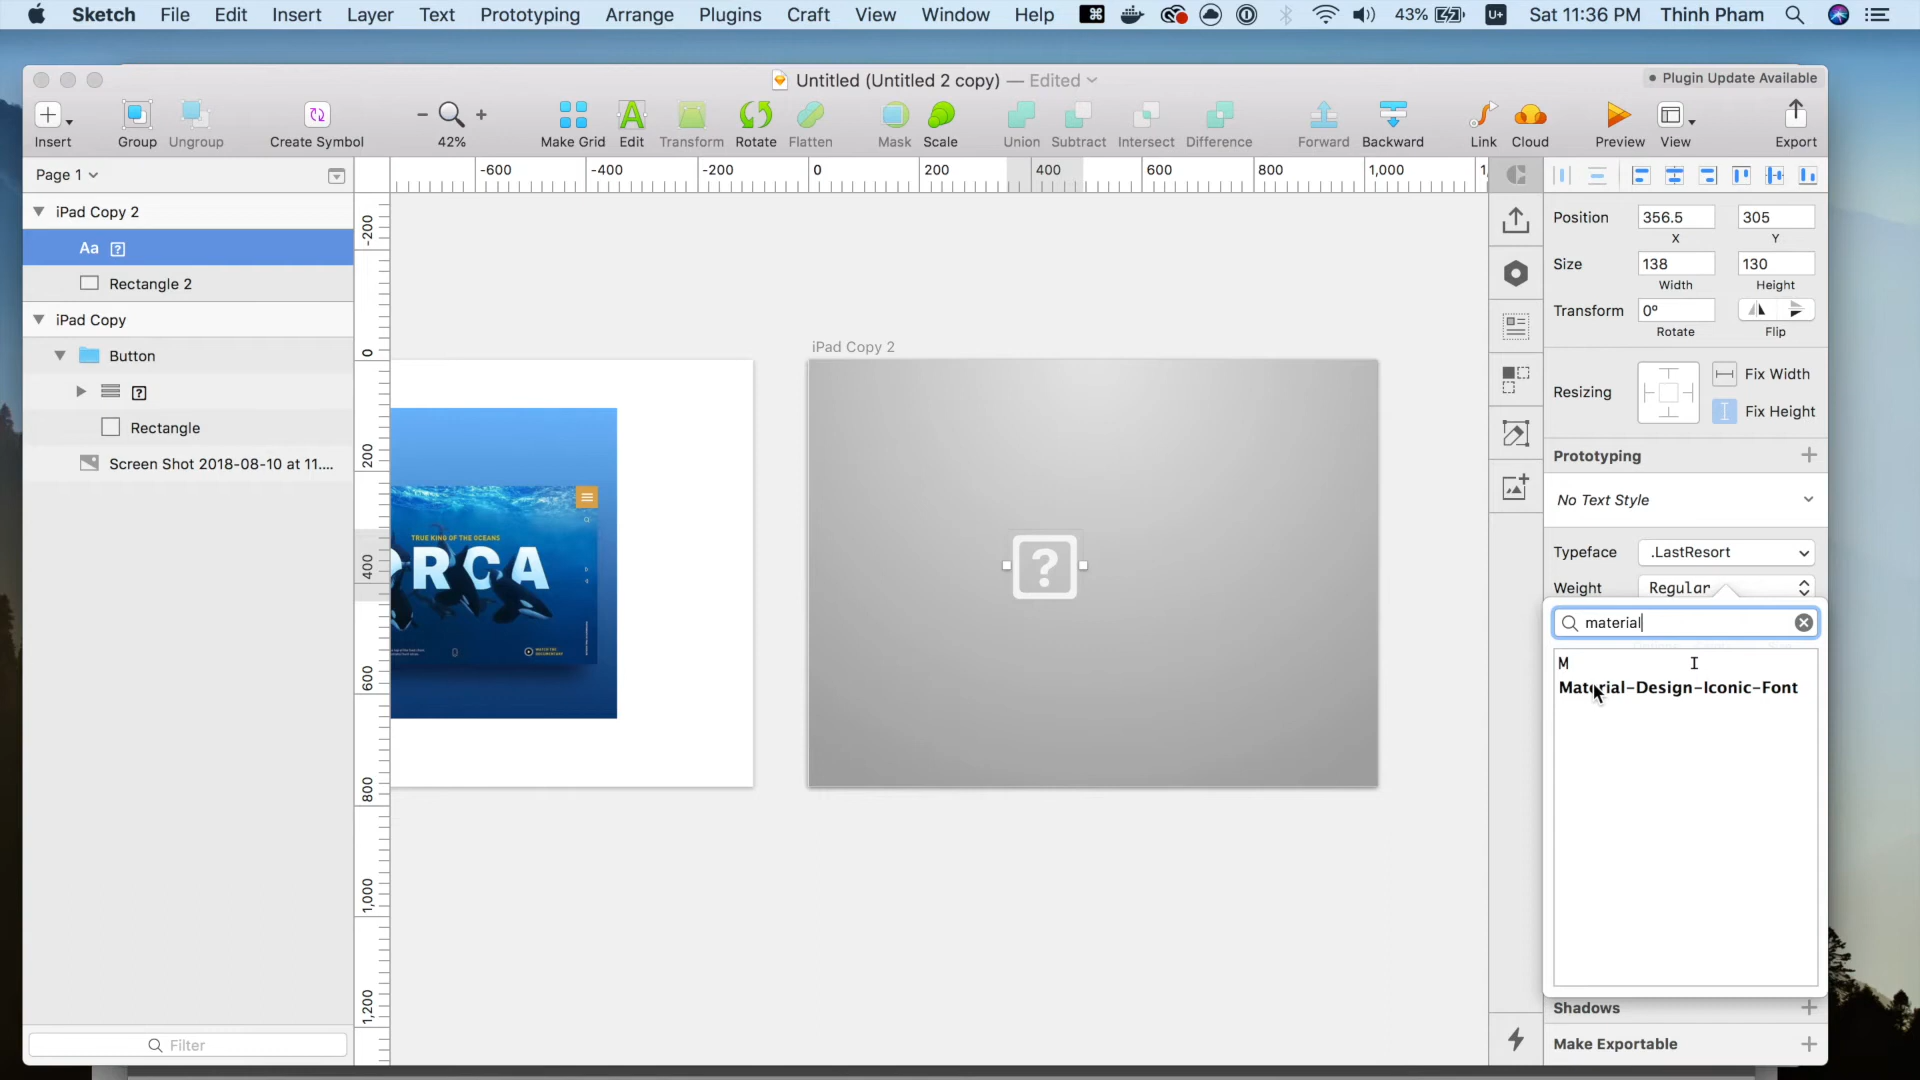 Sketch File Edit Insert Layer Text Prototyping Arrange Plugins Craft View Window Help 43% U+ Sat 11:36 PM Thinh Pham
Untitled (Untitled 2 copy) — Edited
Plugin Update Available
Insert Group Ungroup Create Symbol 42% Make Grid Edit Transform Rotate Flatten Mask Scale Union Subtract Intersect Difference Forward Backward Link Cloud Preview View Export
Page 1
-600 -400 -200 0 200 400 600 800 1,000 1,
iPad Copy 2
Aa ?
Rectangle 2
iPad Copy
Button
?
Rectangle
Screen Shot 2018-08-10 at 11....
Filter
-200
0
200
400
600
800
1,000
1,200
TRUE KING OF THE OCEANS
ORCA
WATCH THE
DOCUMENTARY
iPad Copy 2
?
Position 356.5 305
X Y
Size 138 130
Width Height
Transform 0º
Rotate Flip
Resizing Fix Width
Fix Height
Prototyping
No Text Style
Typeface .LastResort
Weight Regular
material
M I
Material-Design-Iconic-Font
Shadows
Make Exportable